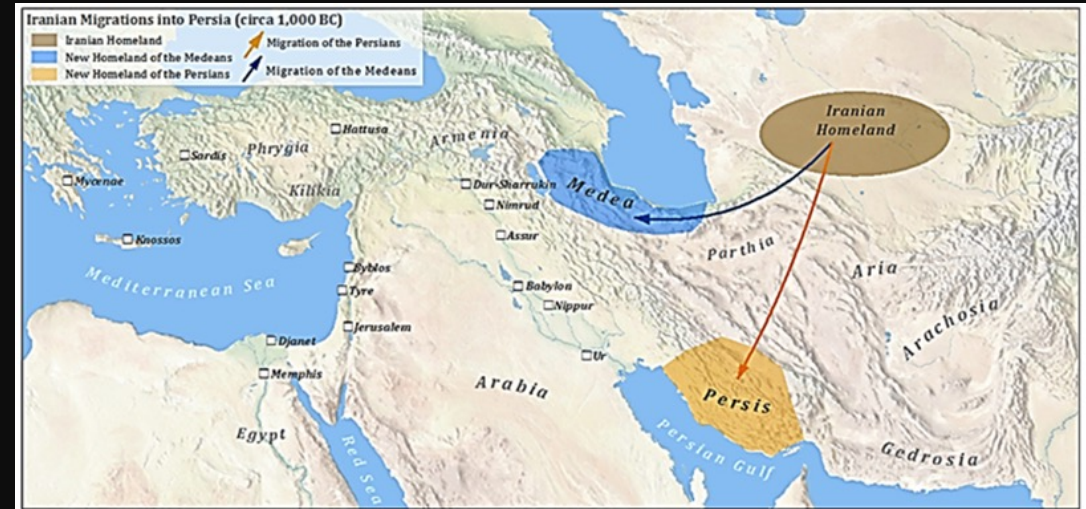 Iranian Migrations into Persia (circa 1,000 BC)
Iranian Homeland
New Homeland of the Medeans
New Homeland of the Persians
Migration of the Persians
Migration of the Medeans
Iranian
Homeland
Hattusa
Armenia
Sardis
Phrygia
Mycenae
Kilikia
Dur-Sharrukin
Medea
Nimrud
Knossos
Assur
Parthia
Aria
Byblos
Mediterranean Sea
Tyre
Babylon
Nippur
Arachosia
Jerusalem
Djanet
Ur
Memphis
Arabia
Persis
Egypt
Red Sea
Persian Gulf
Gedrosia